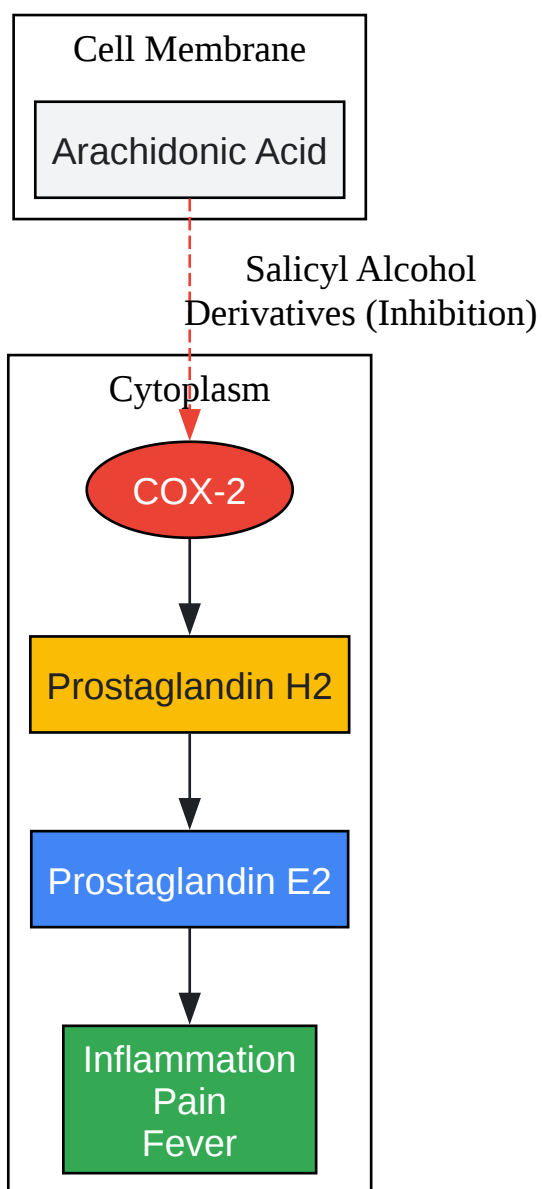 Cell Membrane
Arachidonic Acid
Salicyl Alcohol
Derivatives (Inhibition)
Cytoplasm
COX-2
Prostaglandin H2
Prostaglandin E2
Inflammation
Pain
Fever